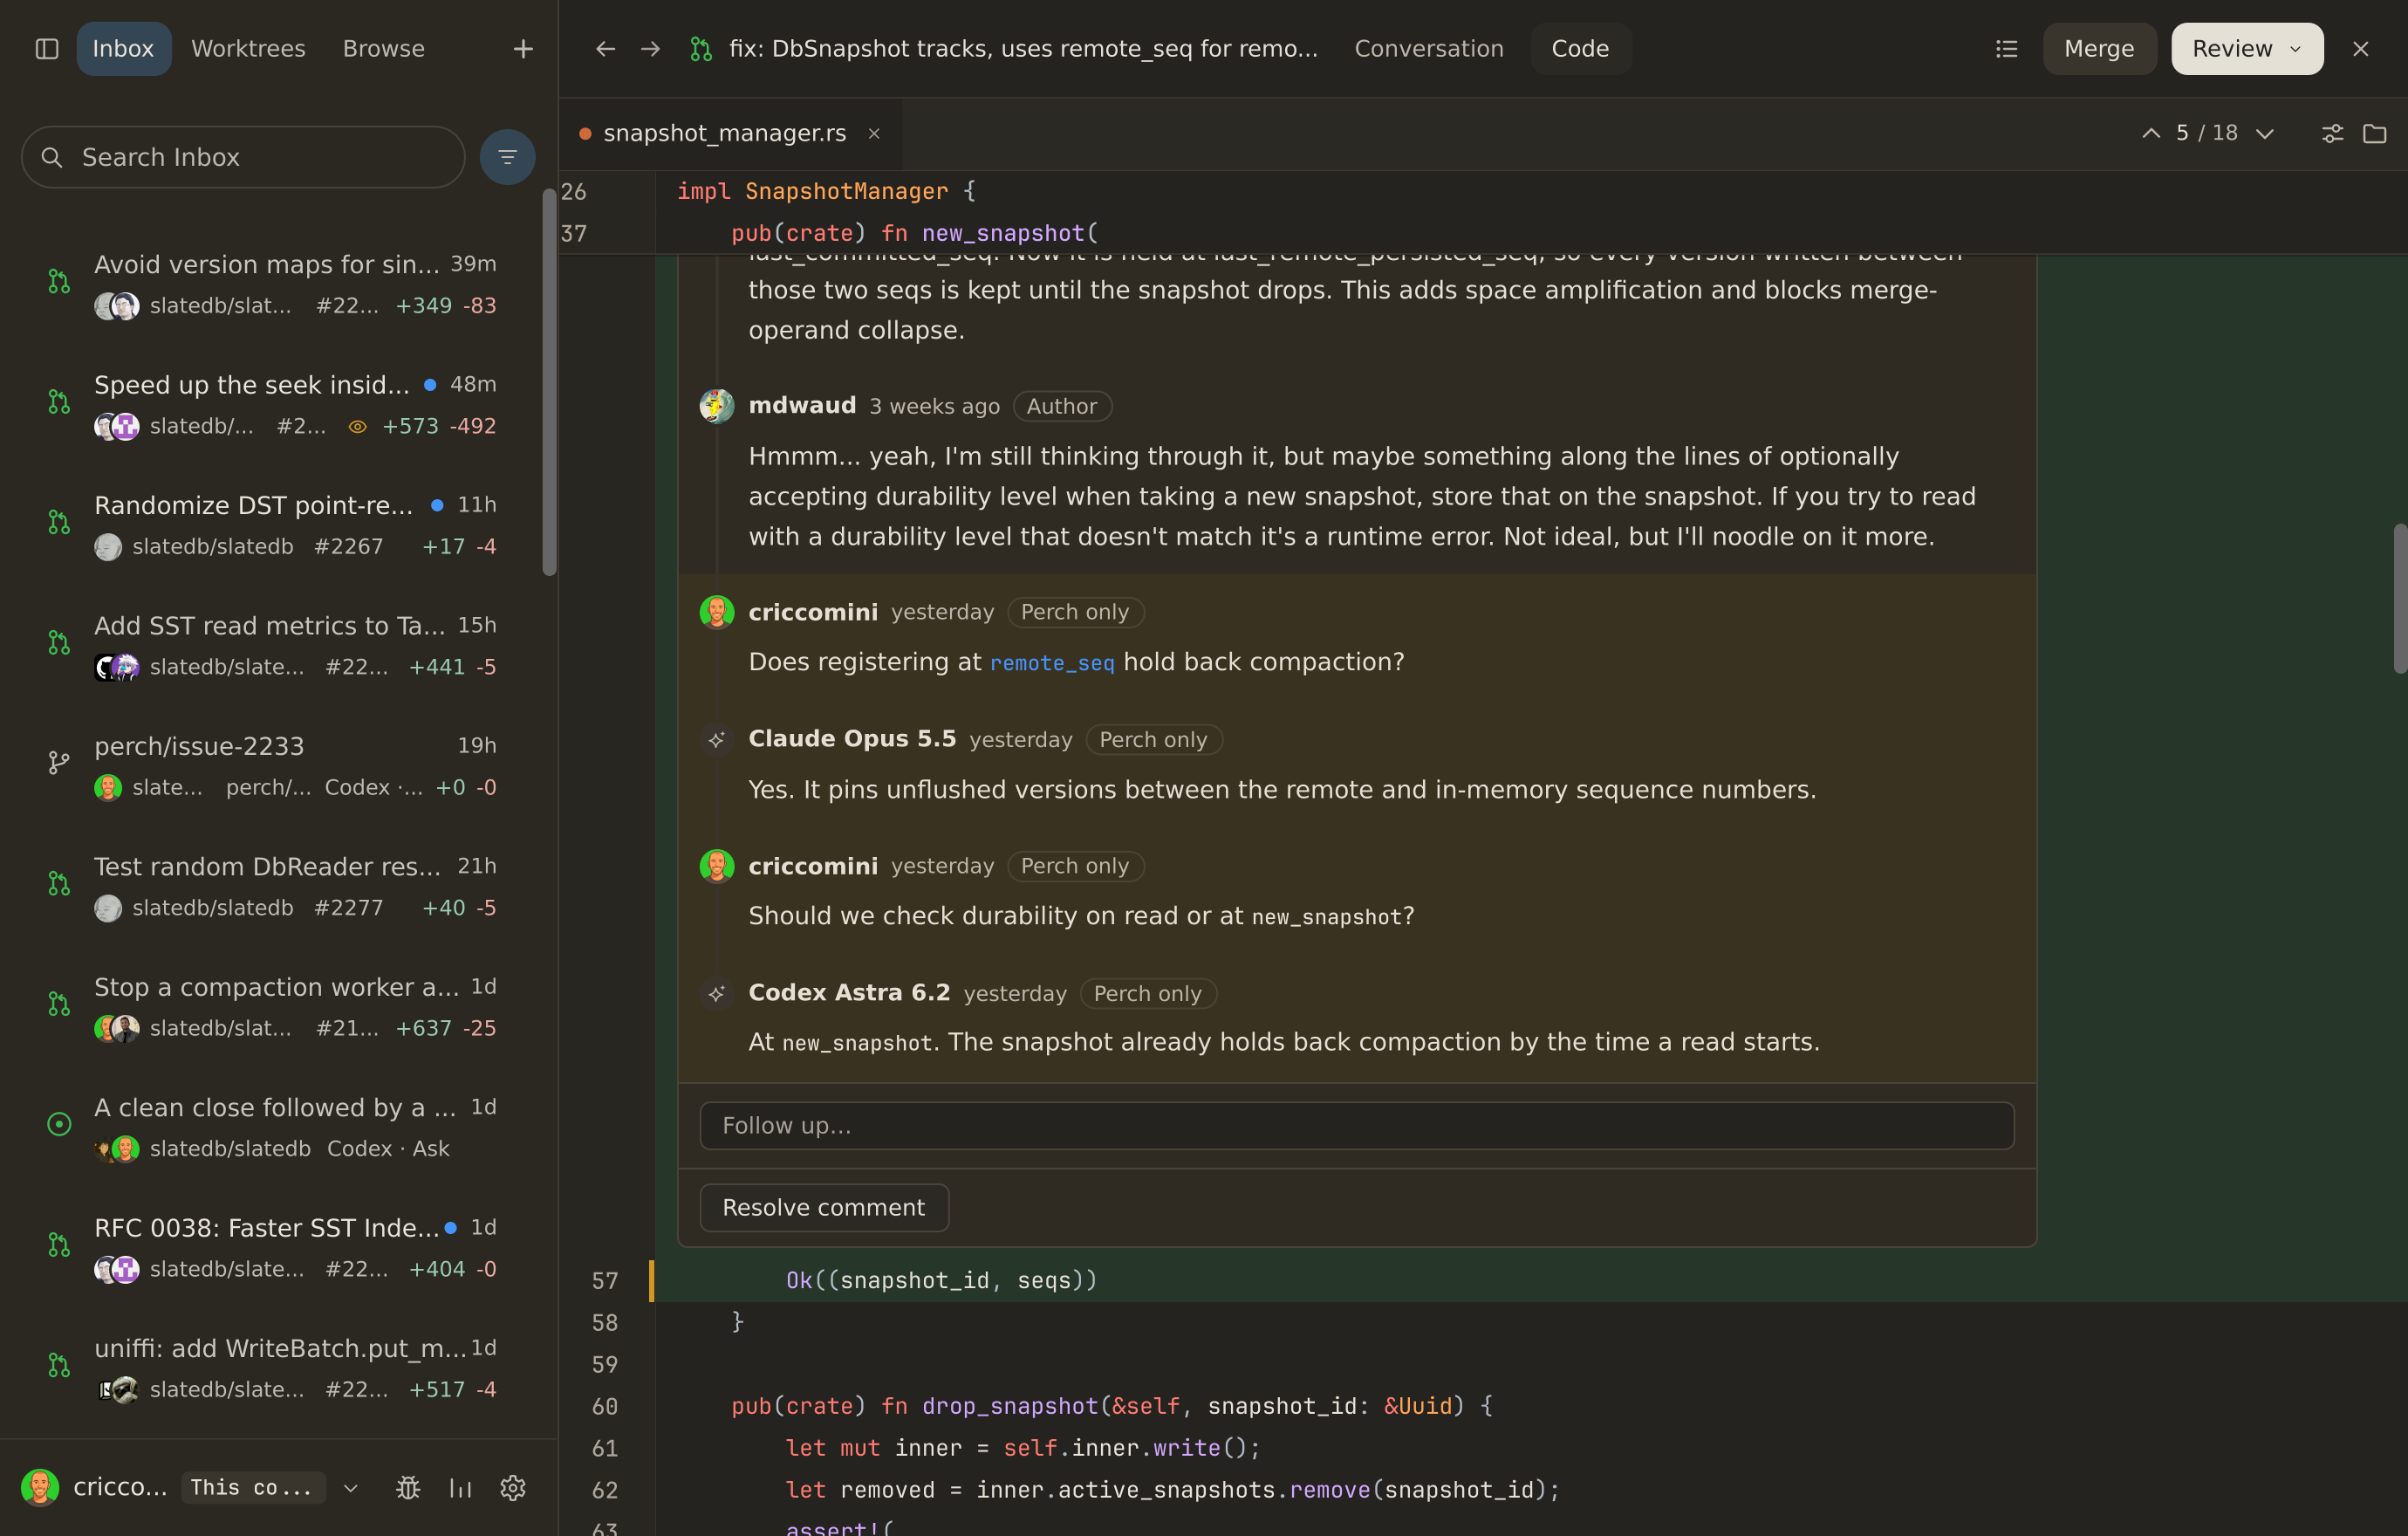 Inbox Worktrees Browse
Search Inbox
Avoid version maps for sin... 39m
slatedb/slat... #22... +349 -83
Speed up the seek insid... 48m
slatedb/... #2... +573 -492
Randomize DST point-re... 11h
slatedb/slatedb #2267 +17 -4
Add SST read metrics to Ta... 15h
slatedb/slate... #22... +441 -5
perch/issue-2233 19h
slate... perch/... Codex ·... +0 -0
Test random DbReader res... 21h
slatedb/slatedb #2277 +40 -5
Stop a compaction worker a... 1d
slatedb/slat... #21... +637 -25
A clean close followed by a ... 1d
slatedb/slatedb Codex · Ask
RFC 0038: Faster SST Inde... 1d
slatedb/slate... #22... +404 -0
uniffi: add WriteBatch.put_m... 1d
slatedb/slate... #22... +517 -4
cricco... This co...
fix: DbSnapshot tracks, uses remote_seq for remo... Conversation Code Merge Review
snapshot_manager.rs 5 / 18
26 impl SnapshotManager {
37 pub(crate) fn new_snapshot(
last_committed_seq. Now it is held at last_remote_persisted_seq, so every version written between
those two seqs is kept until the snapshot drops. This adds space amplification and blocks merge-
operand collapse.
mdwaud 3 weeks ago Author
Hmmm... yeah, I'm still thinking through it, but maybe something along the lines of optionally
accepting durability level when taking a new snapshot, store that on the snapshot. If you try to read
with a durability level that doesn't match it's a runtime error. Not ideal, but I'll noodle on it more.
criccomini yesterday Perch only
Does registering at remote_seq hold back compaction?
Claude Opus 5.5 yesterday Perch only
Yes. It pins unflushed versions between the remote and in-memory sequence numbers.
criccomini yesterday Perch only
Should we check durability on read or at new_snapshot?
Codex Astra 6.2 yesterday Perch only
At new_snapshot. The snapshot already holds back compaction by the time a read starts.
Follow up...
Resolve comment
57 Ok((snapshot_id, seqs))
58 }
59
60 pub(crate) fn drop_snapshot(&self, snapshot_id: &Uuid) {
61 let mut inner = self.inner.write();
62 let removed = inner.active_snapshots.remove(snapshot_id);
63 assert!(